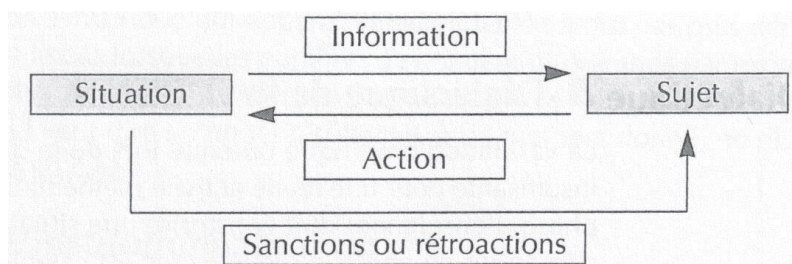 Information
Situation
Sujet
Action
Sanctions ou rétroactions